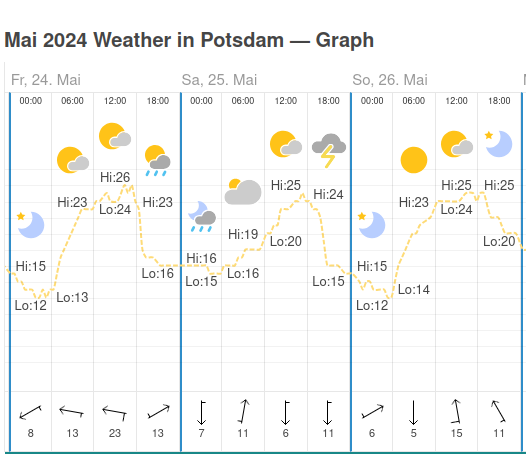 Mai 2024 Weather in Potsdam — Graph
Fr, 24. Mai Sa, 25. Mai So, 26. Mai
00:00 06:00 12:00 18:00 00:00 06:00 12:00 18:00 00:00 06:00 12:00 18:00
Hi:26
Hi:25 Hi:24 Hi:25 Hi:25
Hi:23 Lo:24 Hi:23 Hi:23 Lo:24
Hi:19 Lo:20 Lo:20
Hi:15 Hi:16 Hi:15
Lo:16 Lo:15 Lo:16 Lo:15
Lo:12 Lo:13 Lo:12 Lo:14
8 13 23 13 7 11 6 11 6 5 15 11